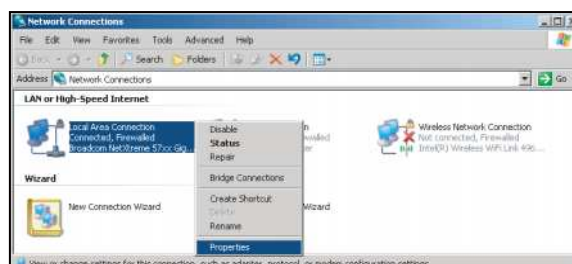 Network Connections
File Edit View Favorites Tools Advanced Help
Back Search Folders
Address Network Connections Go
LAN or High-Speed Internet
Local Area Connection
Connected, Firewalled
Broadcom NetXtreme 57xx Gig...
Wireless Network Connection
Not connected, Firewalled
Intel(R) Wireless WiFi Link 496...
Disable
Status
Repair
Bridge Connections
Create Shortcut
Delete
Rename
Properties
Wizard
New Connection Wizard
Wizard
View or change settings for this connection, such as adapter, protocol, or modem configuration settings.